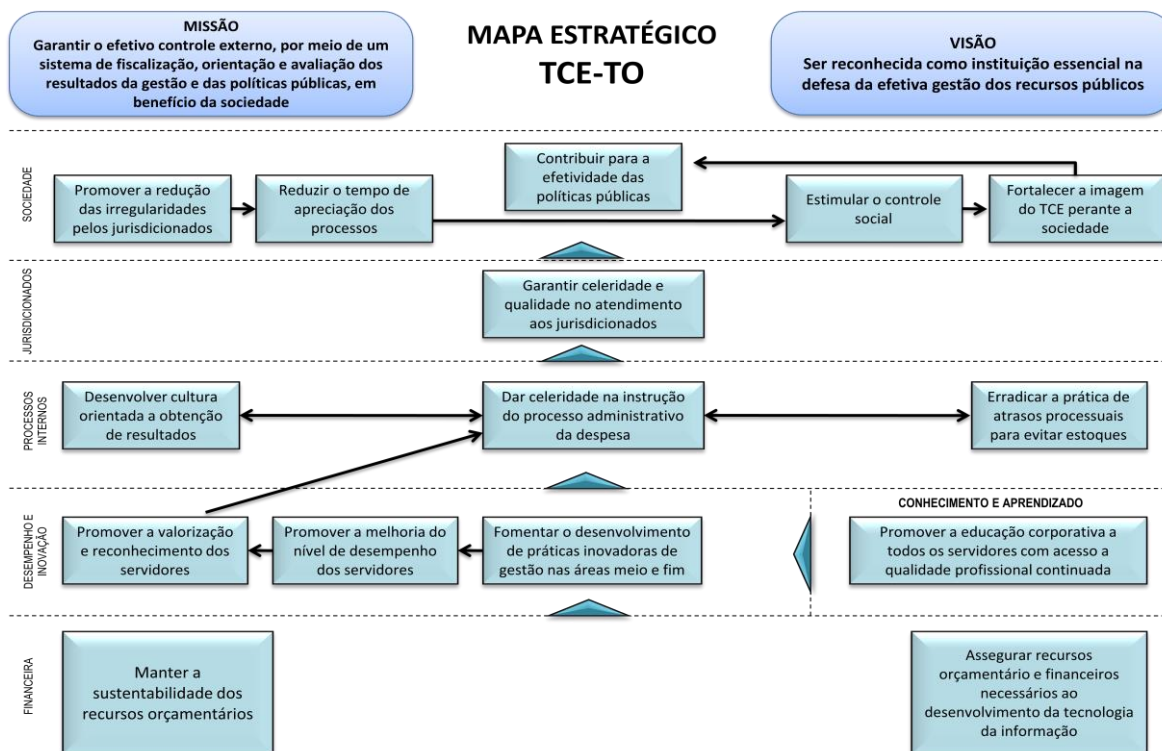 MISSÃO
Garantir o efetivo controle externo, por meio de um
sistema de fiscalização, orientação e avaliação dos
resultados da gestão e das políticas públicas, em
benefício da sociedade
MAPA ESTRATÉGICO
TCE-TO
VISÃO
Ser reconhecida como instituição essencial na
defesa da efetiva gestão dos recursos públicos
SOCIEDADE
Promover a redução
das irregularidades
pelos jurisdicionados
Reduzir o tempo de
apreciação dos
processos
Contribuir para a
efetividade das
políticas públicas
Estimular o controle
social
Fortalecer a imagem
do TCE perante a
sociedade
JURISDICIONADOS
Garantir celeridade e
qualidade no atendimento
aos jurisdicionados
PROCESSOS
INTERNOS
Desenvolver cultura
orientada a obtenção
de resultados
Dar celeridade na instrução
do processo administrativo
da despesa
Erradicar a prática de
atrasos processuais
para evitar estoques
DESEMPENHO E
INOVAÇÃO
Promover a valorização
e reconhecimento dos
servidores
Promover a melhoria do
nível de desempenho
dos servidores
Fomentar o desenvolvimento
de práticas inovadoras de
gestão nas áreas meio e fim
CONHECIMENTO E APRENDIZADO
Promover a educação corporativa a
todos os servidores com acesso a
qualidade profissional continuada
FINANCEIRA
Manter a
sustentabilidade dos
recursos orçamentários
Assegurar recursos
orçamentário e financeiros
necessários ao
desenvolvimento da tecnologia
da informação